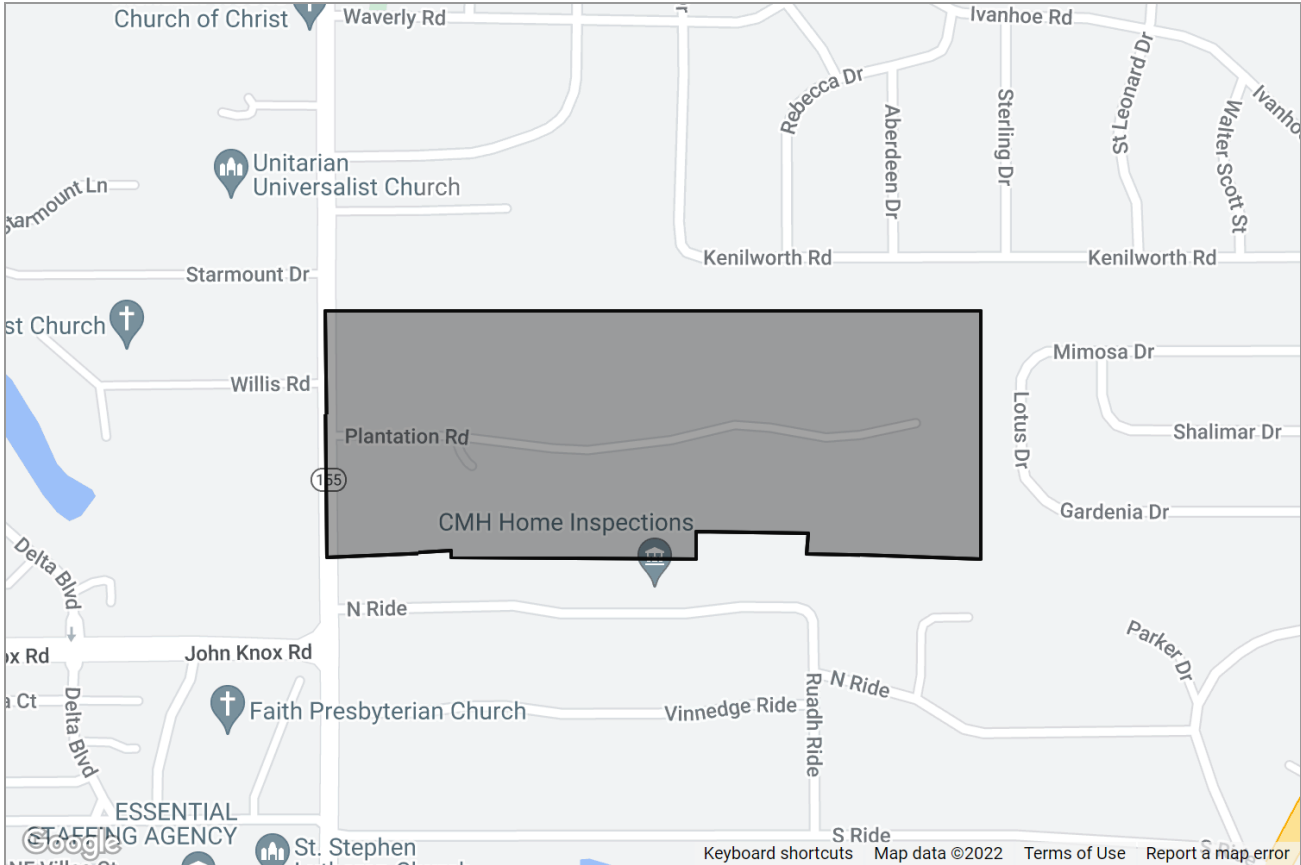 Church of Christ
Waverly Rd
Ivanhoe Rd
Rebecca Dr
Aberdeen Dr
Sterling Dr
St Leonard Dr
Walter Scott St
Unitarian
Universalist Church
Starmount Ln
Kenilworth Rd
Kenilworth Rd
Starmount Dr
st Church
Mimosa Dr
Willis Rd
Lotus Dr
Plantation Rd
Shalimar Dr
155
Gardenia Dr
CMH Home Inspections
Delta Blvd
N Ride
ox Rd
John Knox Rd
Parker Dr
N Ride
a Ct
Faith Presbyterian Church
Vinnedge Ride
Ruadh Ride
Delta Blvd
ESSENTIAL
STAFFING AGENCY
Google
St. Stephen
S Ride
Keyboard shortcuts
Map data ©2022
Terms of Use
Report a map error